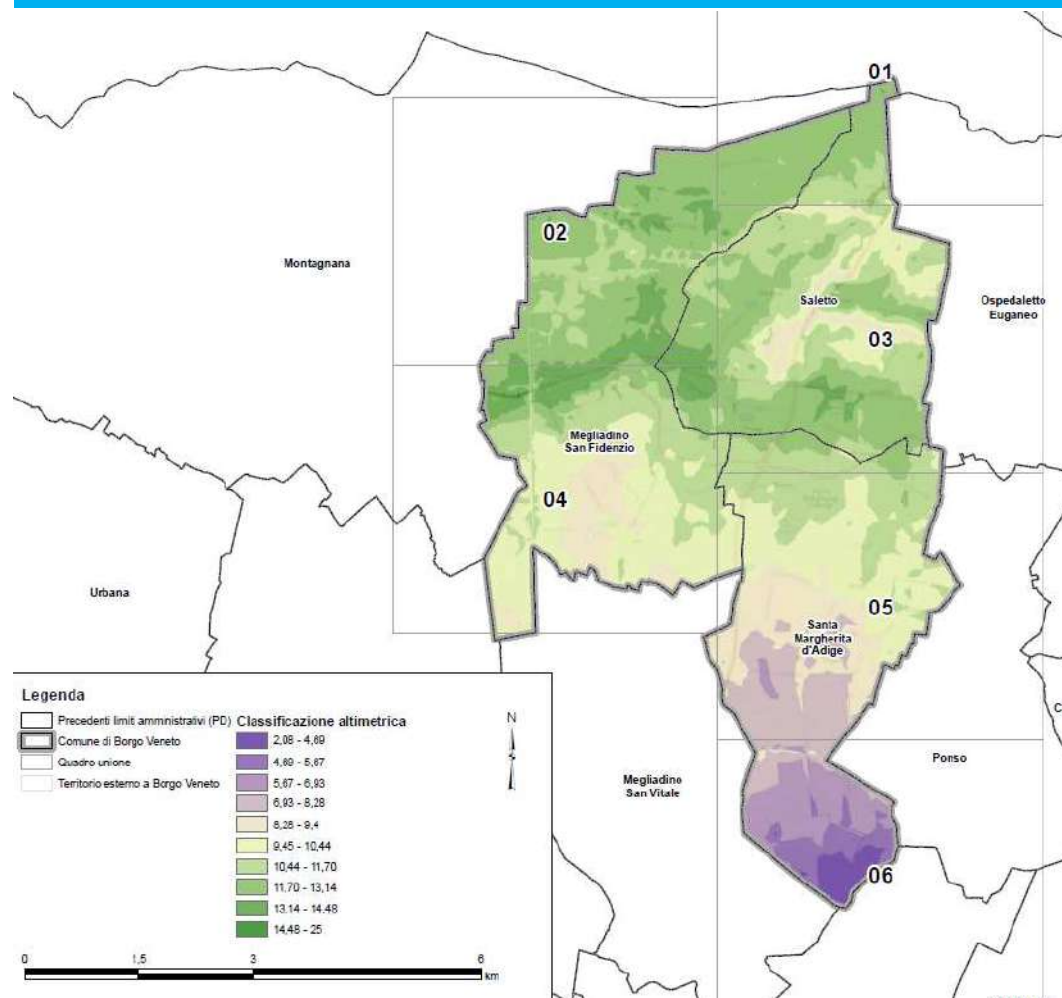 01
02
Montagnana
Saletto
Ospedaletto
Euganeo
03
Megliadino
San Fidenzio
04
Urbana
05
Santa
Margherita
d'Adige
Legenda
Precedenti limiti amministrativi (PD)
Comune di Borgo Veneto
Quadro unione
Territorio esterno a Borgo Veneto
Classificazione altimetrica
2,08 - 4,69
4,69 - 5,67
5,67 - 6,93
6,93 - 8,28
8,28 - 9,4
9,45 - 10,44
10,44 - 11,70
11,70 - 13,14
13,14 - 14,48
14,48 - 25
N
Megliadino
San Vitale
Ponso
C
06
0 1,5 3 6
km